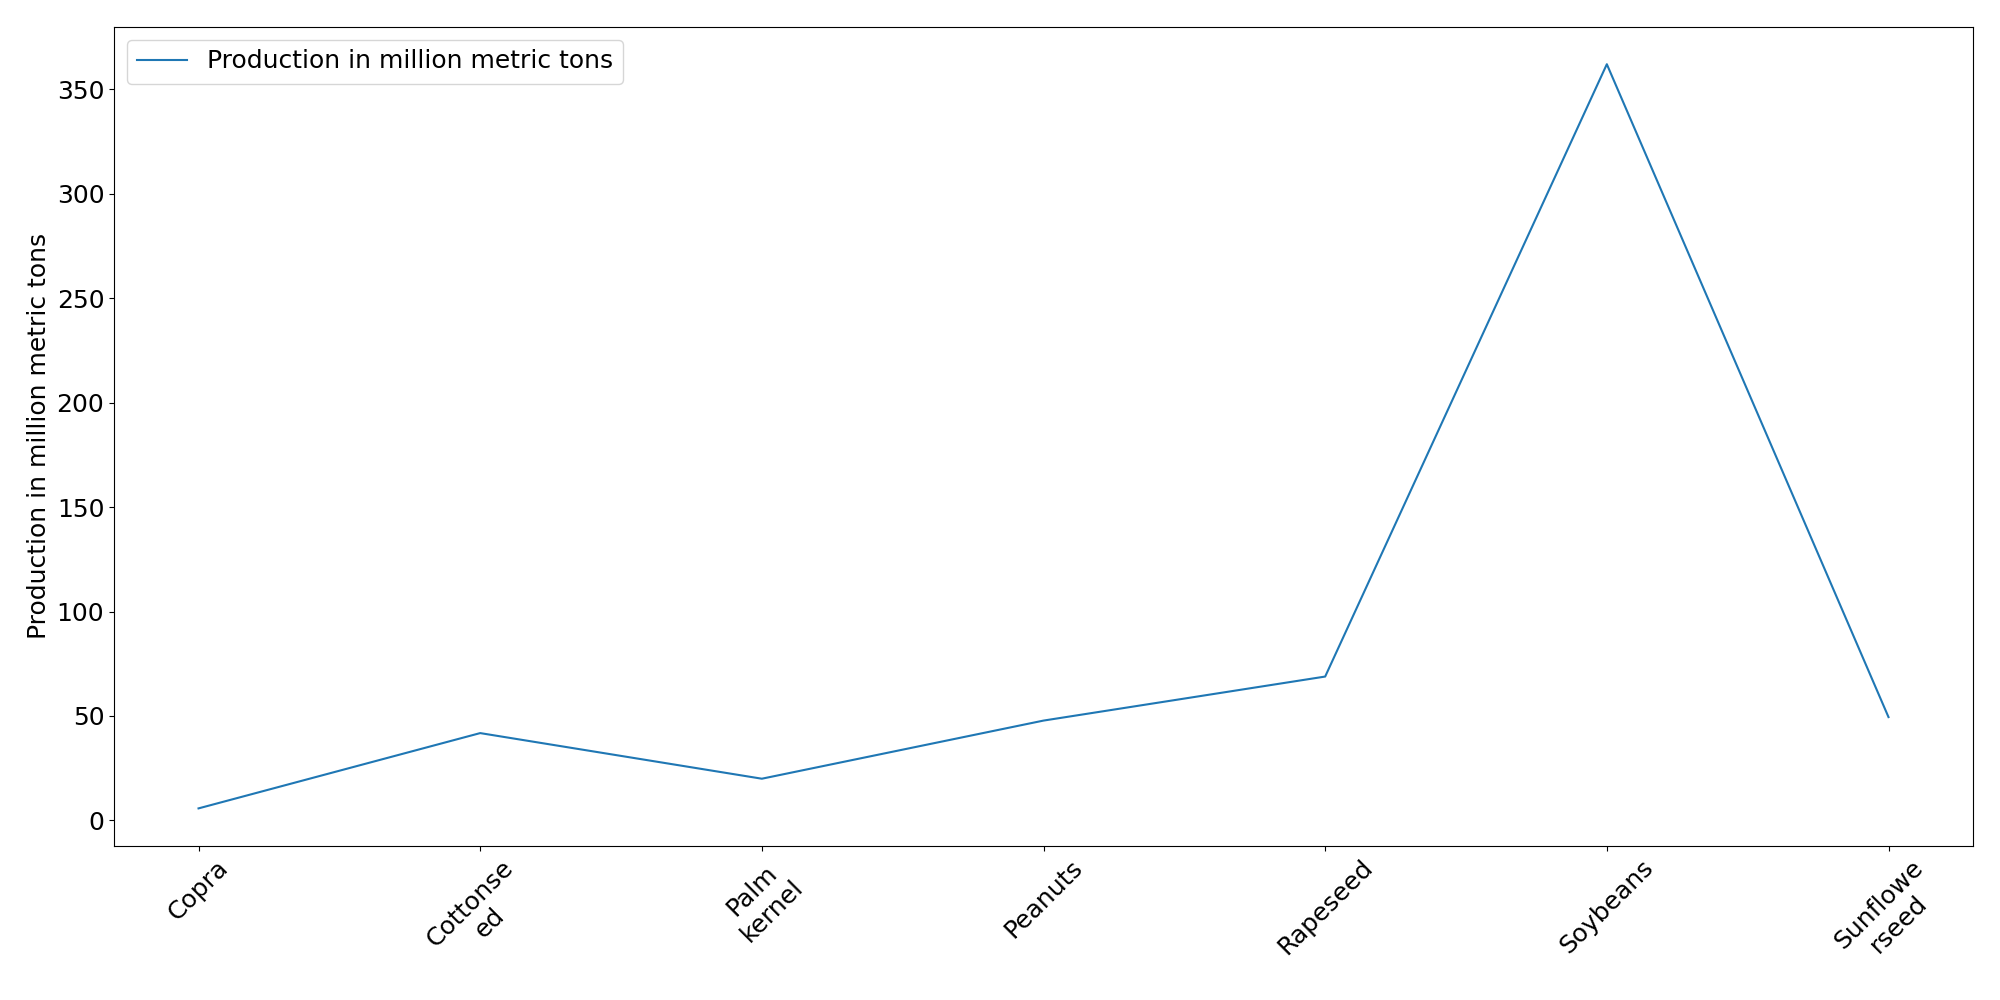 Production in million metric tons
Production in million metric tons
350
300
250
200
150
100
50
0
Copra
Cottonse
ed
Palm
kernel
Peanuts
Rapeseed
Soybeans
Sunflowe
rseed